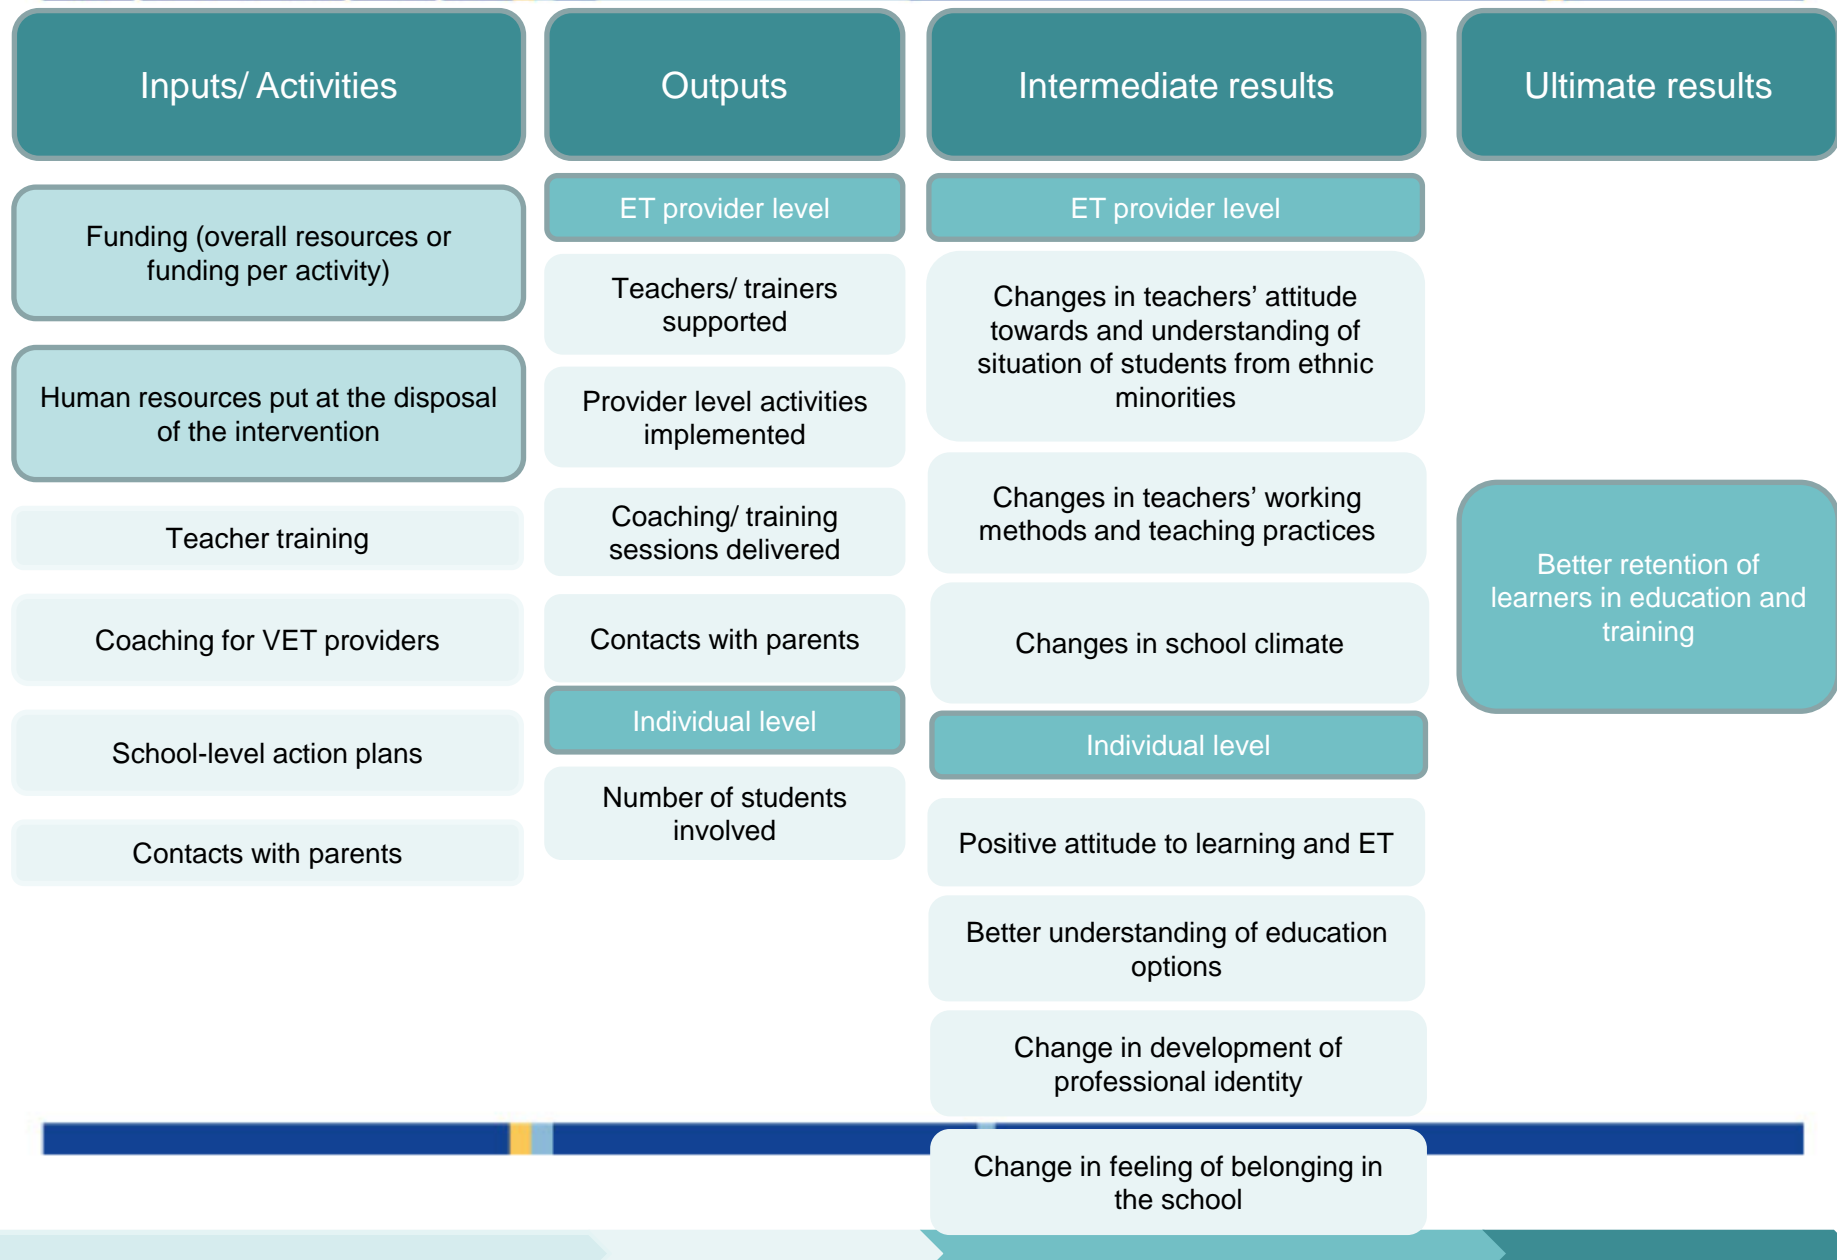 Inputs/ Activities
Funding (overall resources or
funding per activity)
Human resources put at the disposal
of the intervention
Teacher training
Coaching for VET providers
School-level action plans
Contacts with parents
Outputs
ET provider level
Teachers/ trainers
supported
Provider level activities
implemented
Coaching/ training
sessions delivered
Contacts with parents
Individual level
Number of students
involved
Intermediate results
ET provider level
Changes in teachers’ attitude
towards and understanding of
situation of students from ethnic
minorities
Changes in teachers’ working
methods and teaching practices
Changes in school climate
Individual level
Positive attitude to learning and ET
Better understanding of education
options
Change in development of
professional identity
Change in feeling of belonging in
the school
Ultimate results
Better retention of
learners in education and
training